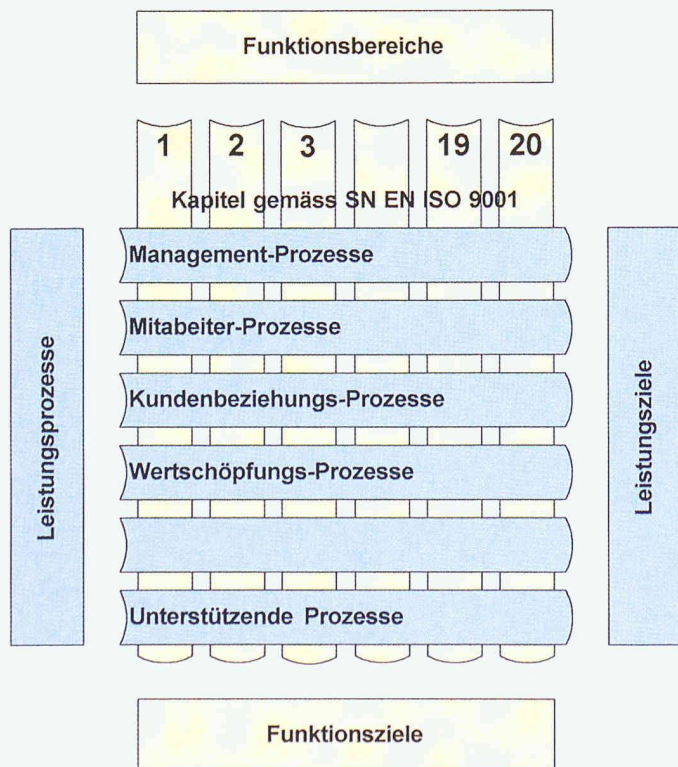 Funktionsbereiche
1 2 3 19 20
Kapitel gemäss SN EN ISO 9001
Leistungsprozesse
Management-Prozesse
Mitabeiter-Prozesse
Kundenbeziehungs-Prozesse
Wertschöpfungs-Prozesse
Unterstützende Prozesse
Leistungsziele
Funktionsziele